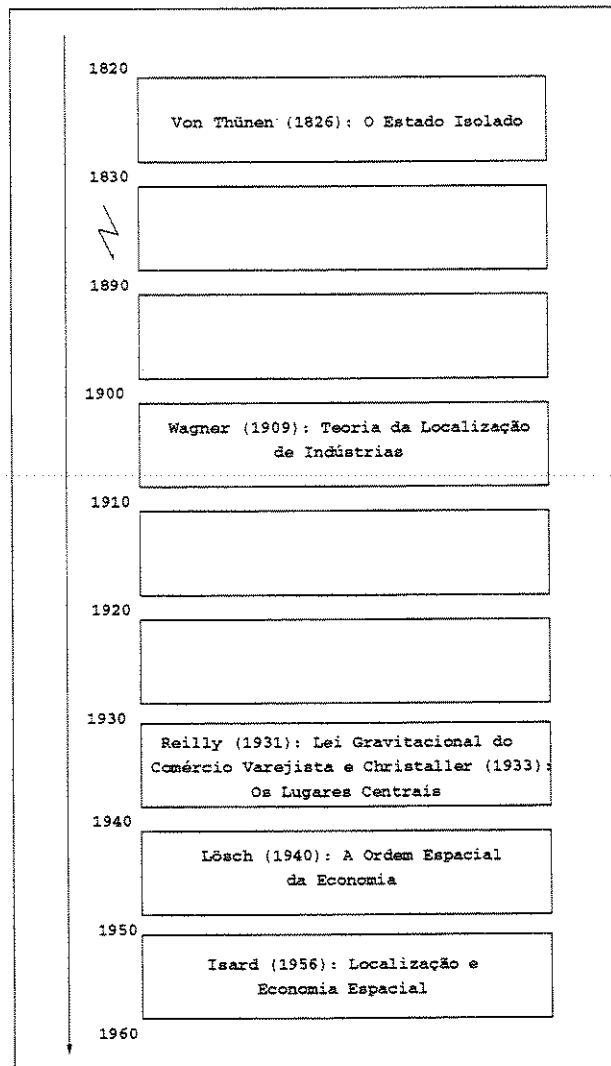 1820
Von Thünen (1826): O Estado Isolado
1830
1890
1900
Wagner (1909): Teoria da Localização
de Indústrias
1910
1920
1930
Reilly (1931): Lei Gravitacional do
Comércio Varejista e Christaller (1933):
Os Lugares Centrais
1940
Lösch (1940): A Ordem Espacial
da Economia
1950
Isard (1956): Localização e
Economia Espacial
1960